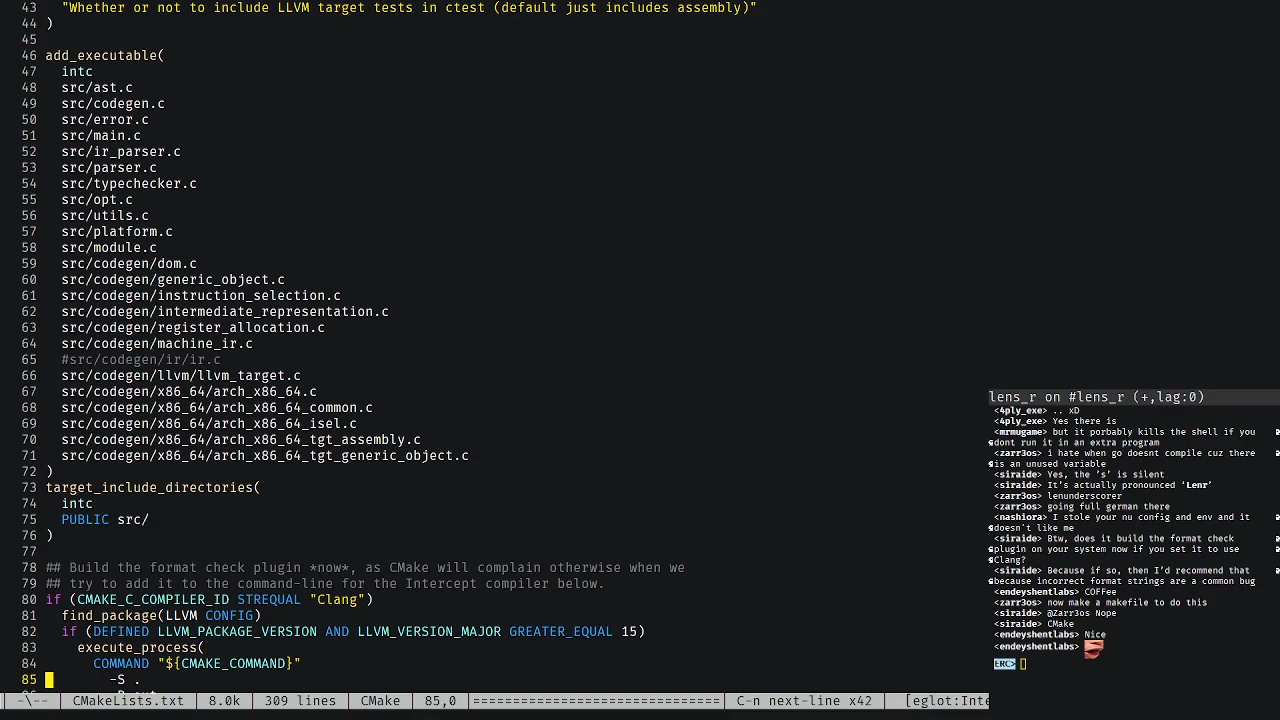 43 "Whether or not to include LLVM target tests in ctest (default just includes assembly)"
44 )
45
46 add_executable(
47 intc
48 src/ast.c
49 src/codegen.c
50 src/error.c
51 src/main.c
52 src/ir_parser.c
53 src/parser.c
54 src/typechecker.c
55 src/opt.c
56 src/utils.c
57 src/platform.c
58 src/module.c
59 src/codegen/dom.c
60 src/codegen/generic_object.c
61 src/codegen/instruction_selection.c
62 src/codegen/intermediate_representation.c
63 src/codegen/register_allocation.c
64 src/codegen/machine_ir.c
65 #src/codegen/ir/ir.c
66 src/codegen/llvm/llvm_target.c
67 src/codegen/x86_64/arch_x86_64.c
68 src/codegen/x86_64/arch_x86_64_common.c
69 src/codegen/x86_64/arch_x86_64_isel.c
70 src/codegen/x86_64/arch_x86_64_tgt_assembly.c
71 src/codegen/x86_64/arch_x86_64_tgt_generic_object.c
72 )
73 target_include_directories(
74 intc
75 PUBLIC src/
76 )
77
78 ## Build the format check plugin *now*, as CMake will complain otherwise when we
79 ## try to add it to the command-line for the Intercept compiler below.
80 if (CMAKE_C_COMPILER_ID STREQUAL "Clang")
81 find_package(LLVM CONFIG)
82 if (DEFINED LLVM_PACKAGE_VERSION AND LLVM_VERSION_MAJOR GREATER_EQUAL 15)
83 execute_process(
84 COMMAND "${CMAKE_COMMAND}"
85 -S .
-\-- CMakeLists.txt 8.0k 309 lines CMake 85,0 ============================== C-n next-line x42 [eglot:Inte
lens_r on #lens_r (+,lag:0)
<4ply_exe> .. xD
<4ply_exe> Yes there is
<mrmugame> but it porbably kills the shell if you
dont run it in an extra program
<zarr3os> i hate when go doesnt compile cuz there
is an unused variable
<siraide> Yes, the ’s’ is silent
<siraide> It’s actually pronounced ‘Lenr’
<zarr3os> lenunderscorer
<zarr3os> going full german there
<nashiora> I stole your nu config and env and it
doesn't like me
<siraide> Btw, does it build the format check
plugin on your system now if you set it to use
Clang?
<siraide> Because if so, then I’d recommend that
because incorrect format strings are a common bug
<endeyshentlabs> COFFee
<zarr3os> now make a makefile to do this
<siraide> @Zarr3os Nope
<siraide> CMake
<endeyshentlabs> Nice
<endeyshentlabs>
ERC>